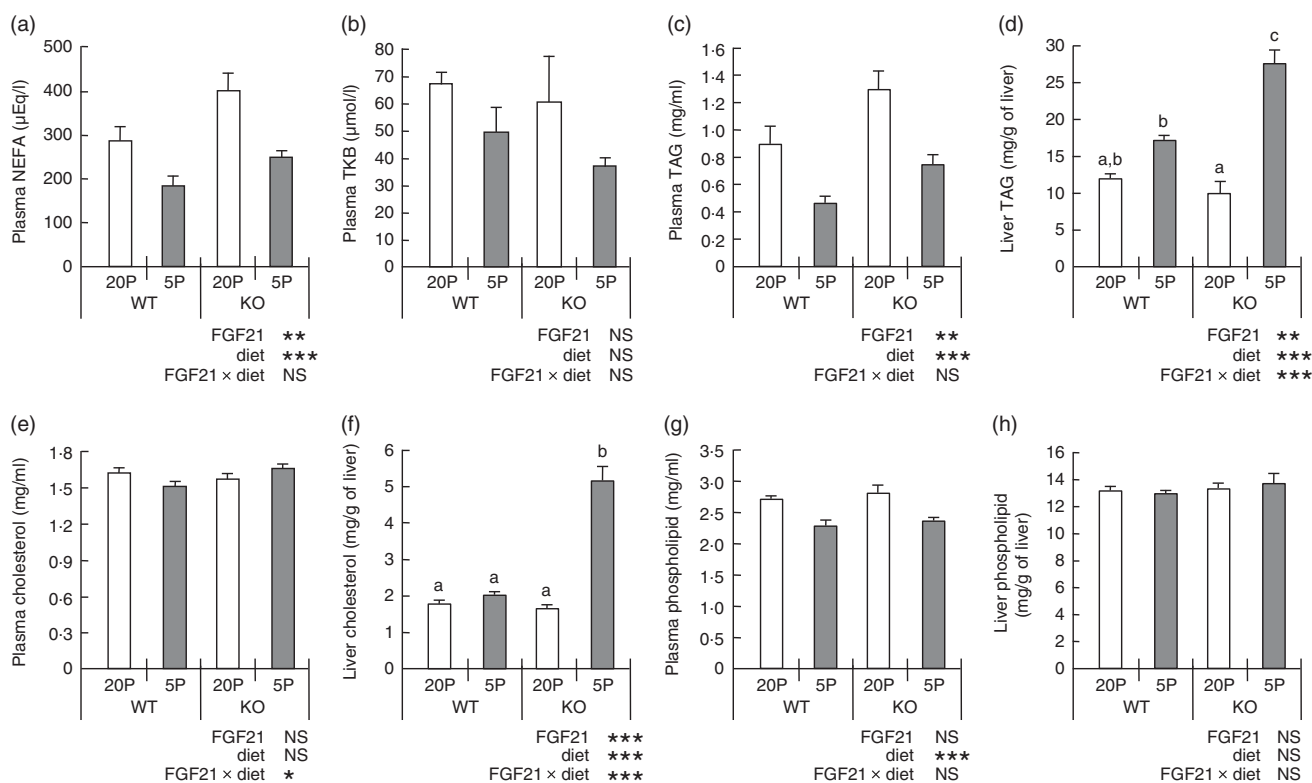 (a)
Plasma NEFA (µEq/l)
500
400
300
200
100
0
20P 5P 20P 5P
WT KO
FGF21 **
diet ***
FGF21 × diet NS
(b)
Plasma TKB (µmol/l)
80
70
60
50
40
30
20
10
0
20P 5P 20P 5P
WT KO
FGF21 NS
diet NS
FGF21 × diet NS
(c)
Plasma TAG (mg/ml)
1·6
1·4
1·2
1·0
0·8
0·6
0·4
0·2
0
20P 5P 20P 5P
WT KO
FGF21 **
diet ***
FGF21 × diet NS
(d)
Liver TAG (mg/g of liver)
30
25
20
15
10
5
0
a,b b a c
20P 5P 20P 5P
WT KO
FGF21 **
diet ***
FGF21 × diet ***
(e)
Plasma cholesterol (mg/ml)
1·8
1·5
1·2
0·9
0·6
0·3
0
20P 5P 20P 5P
WT KO
FGF21 NS
diet NS
FGF21 × diet *
(f)
Liver cholesterol (mg/g of liver)
6
5
4
3
2
1
0
a a a b
20P 5P 20P 5P
WT KO
FGF21 ***
diet ***
FGF21 × diet ***
(g)
Plasma phospholipid (mg/ml)
3·5
3·0
2·5
2·0
1·5
1·0
0·5
0
20P 5P 20P 5P
WT KO
FGF21 NS
diet ***
FGF21 × diet NS
(h)
Liver phospholipid
(mg/g of liver)
16
14
12
10
8
6
4
2
0
20P 5P 20P 5P
WT KO
FGF21 NS
diet NS
FGF21 × diet NS